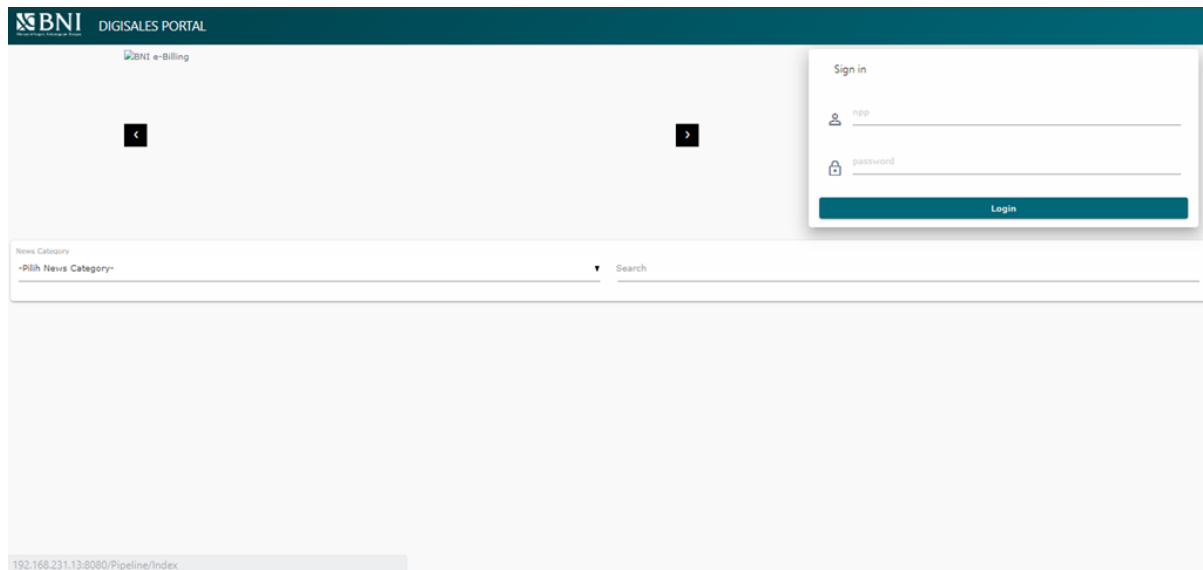 BNI DIGISALES PORTAL
BNI e-Billing
Sign in
npp
password
Login
News Category
-Pilih News Category-
Search
192.168.231.13:8080/Pipeline/Index